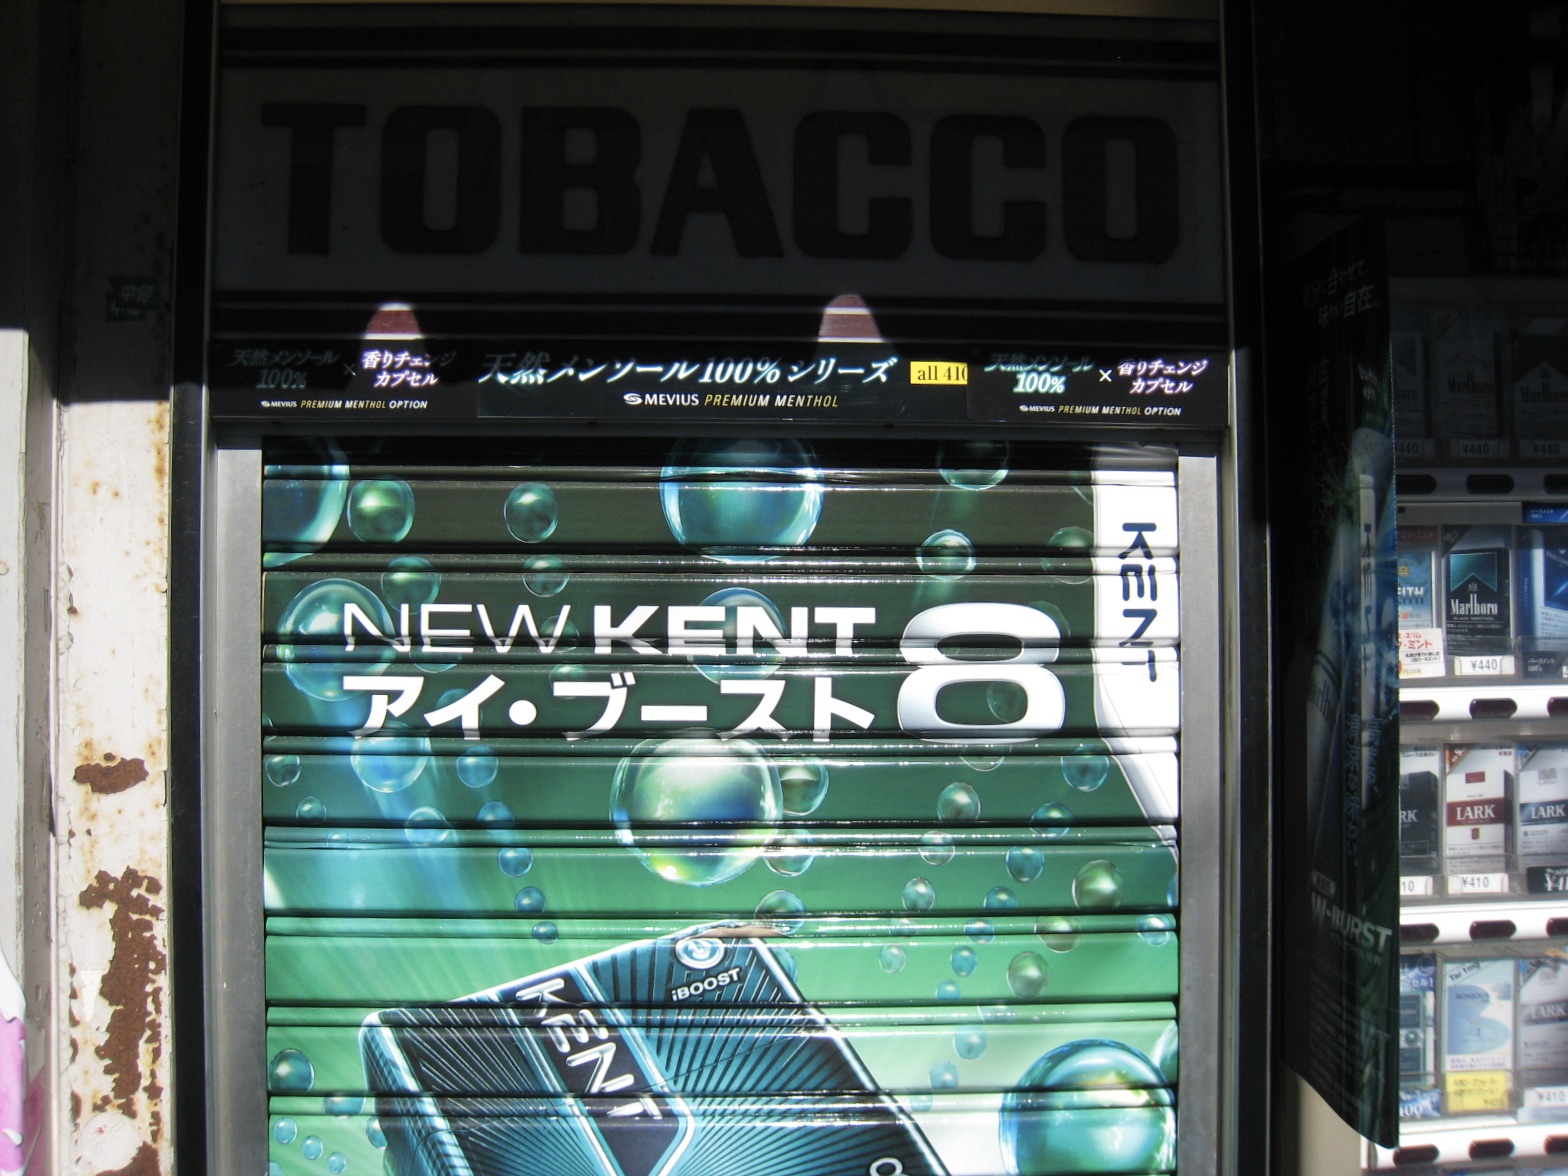 TOBACCO
天然メンソール 100% × 香りチェンジ カプセル
MEVIUS PREMIUM MENTHOL OPTION
天然メンソール100%シリーズ all 410
MEVIUS PREMIUM MENTHOL
天然メンソール 100% × 香りチェンジ カプセル
MEVIUS PREMIUM MENTHOL OPTION
KENT
NEW KENT 8
アイ・ブースト
iBOOST
KENT
W-BURST
Marlboro
¥440
¥440
LARK
LARK
¥410